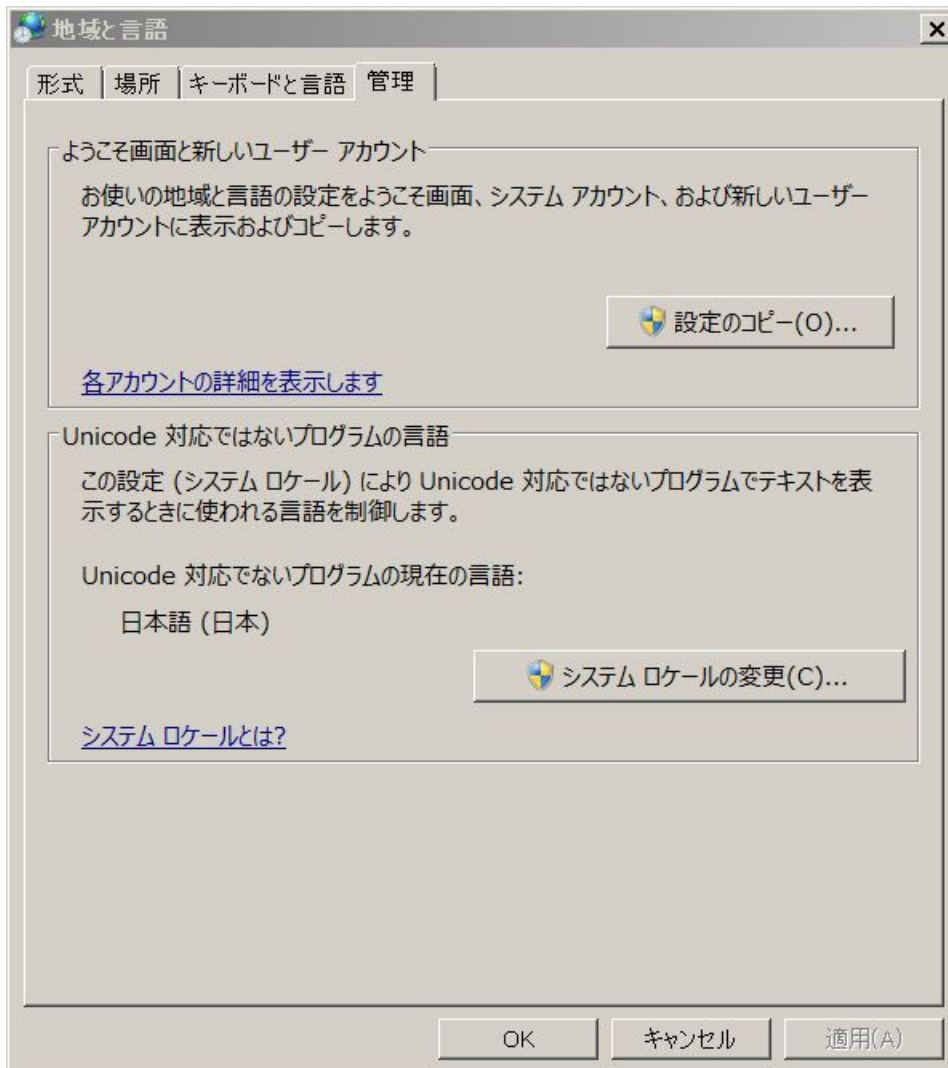 地域と言語
形式 場所 キーボードと言語 管理
ようこそ画面と新しいユーザー アカウント
お使いの地域と言語の設定をようこそ画面、システム アカウント、および新しいユーザー
アカウントに表示およびコピーします。
設定のコピー(O)...
各アカウントの詳細を表示します
Unicode 対応ではないプログラムの言語
この設定 (システム ロケール) により Unicode 対応ではないプログラムでテキストを表
示するときに使われる言語を制御します。
Unicode 対応でないプログラムの現在の言語:
日本語 (日本)
システム ロケールの変更(C)...
システム ロケールとは?
OK キャンセル 適用(A)